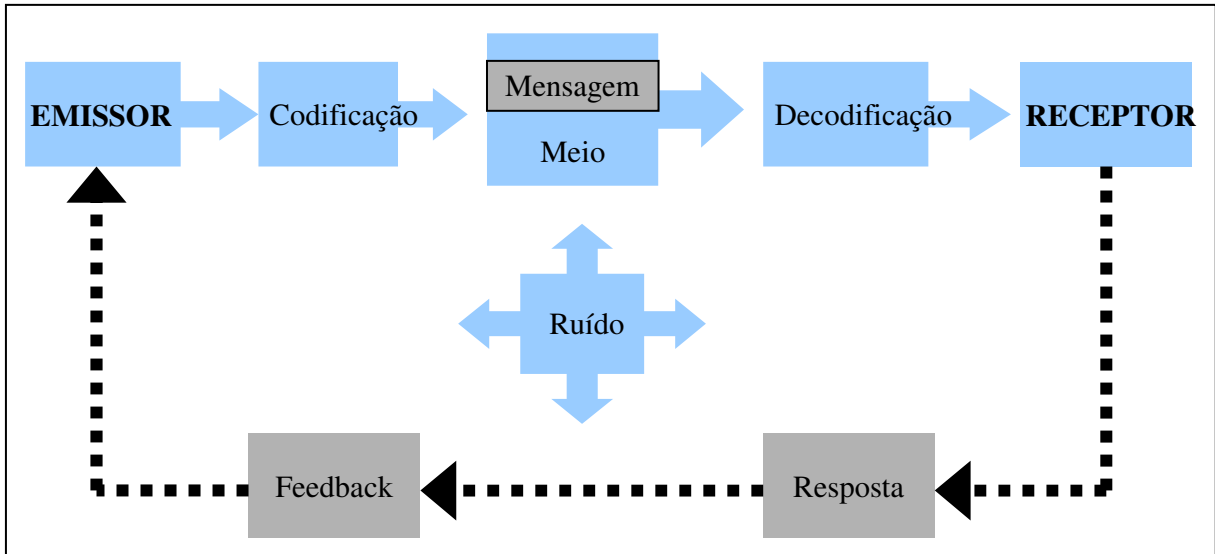 EMISSOR
Codificação
Mensagem
Meio
Decodificação
RECEPTOR
Ruído
Feedback
Resposta